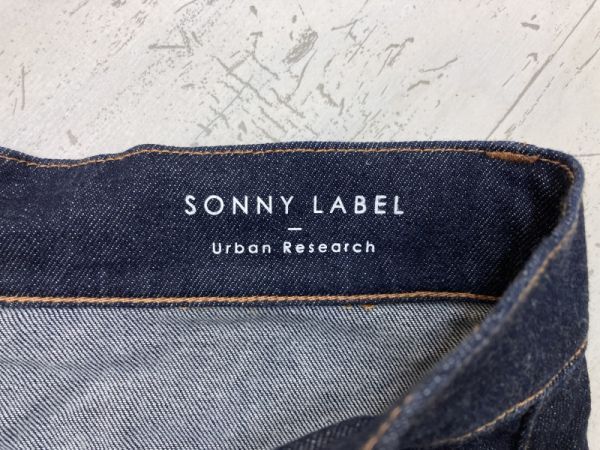 SONNY LABEL
—
Urban Research